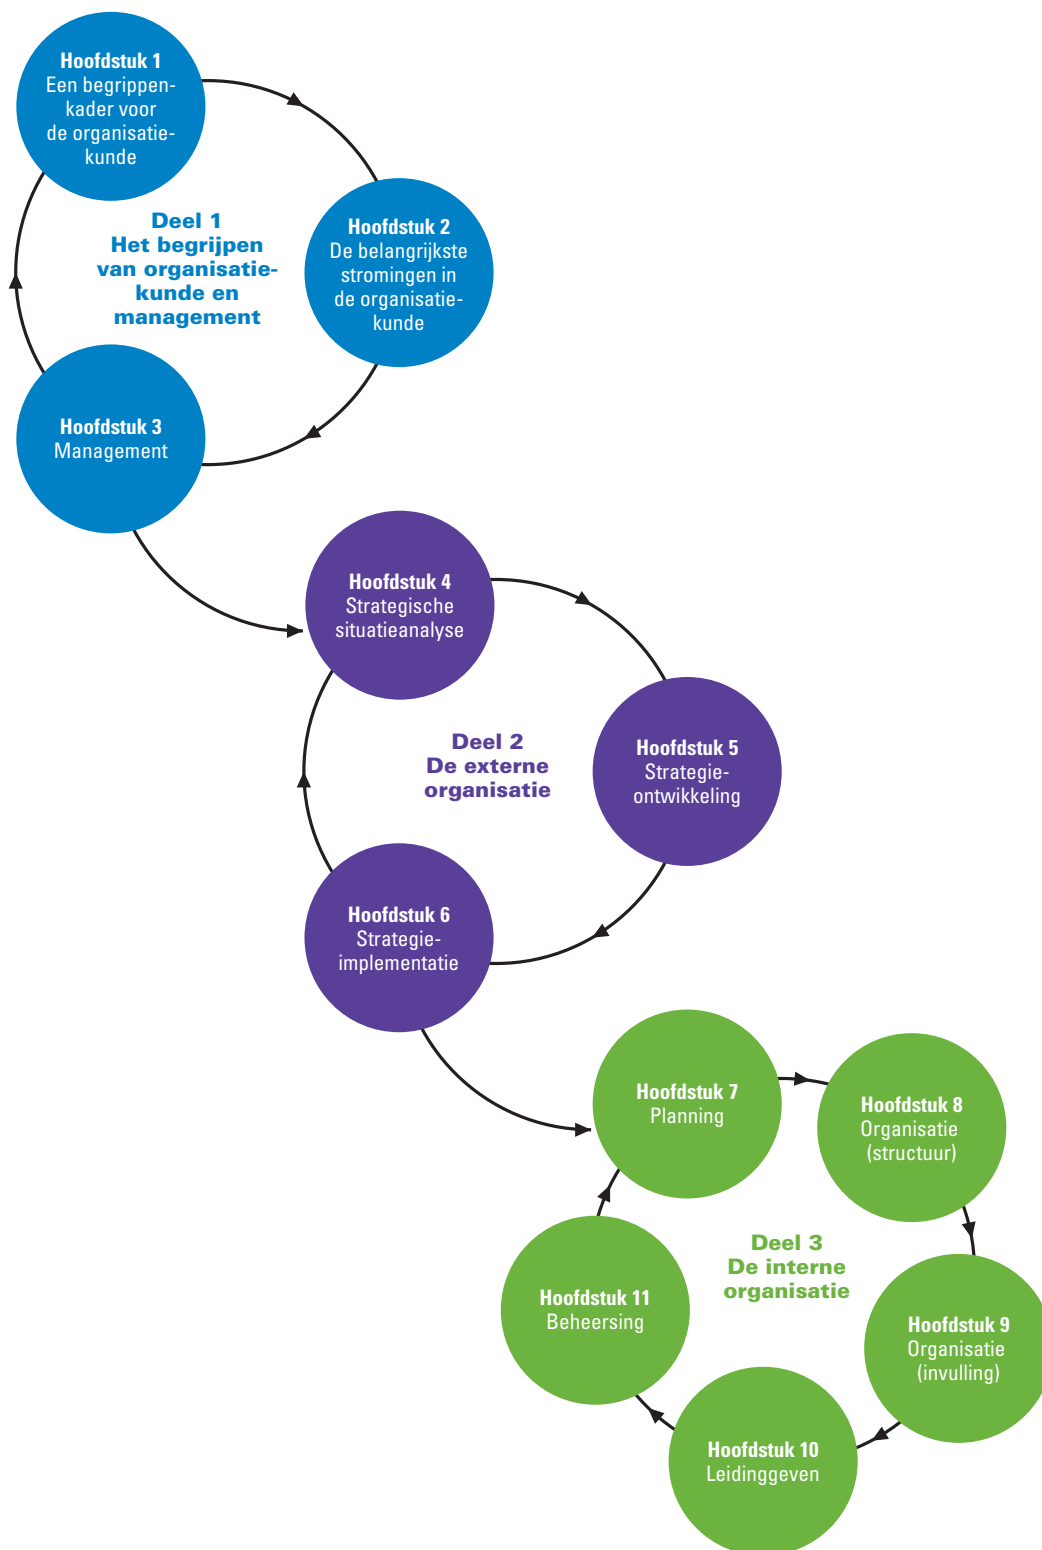 Hoofdstuk 1
Een begrippen-
kader voor
de organisatie-
kunde
Deel 1
Het begrijpen
van organisatie-
kunde en
management
Hoofdstuk 2
De belangrijkste
stromingen in
de organisatie-
kunde
Hoofdstuk 3
Management
Hoofdstuk 4
Strategische
situatieanalyse
Deel 2
De externe
organisatie
Hoofdstuk 5
Strategie-
ontwikkeling
Hoofdstuk 6
Strategie-
implementatie
Hoofdstuk 7
Planning
Hoofdstuk 8
Organisatie
(structuur)
Deel 3
De interne
organisatie
Hoofdstuk 9
Organisatie
(invulling)
Hoofdstuk 10
Leidinggeven
Hoofdstuk 11
Beheersing